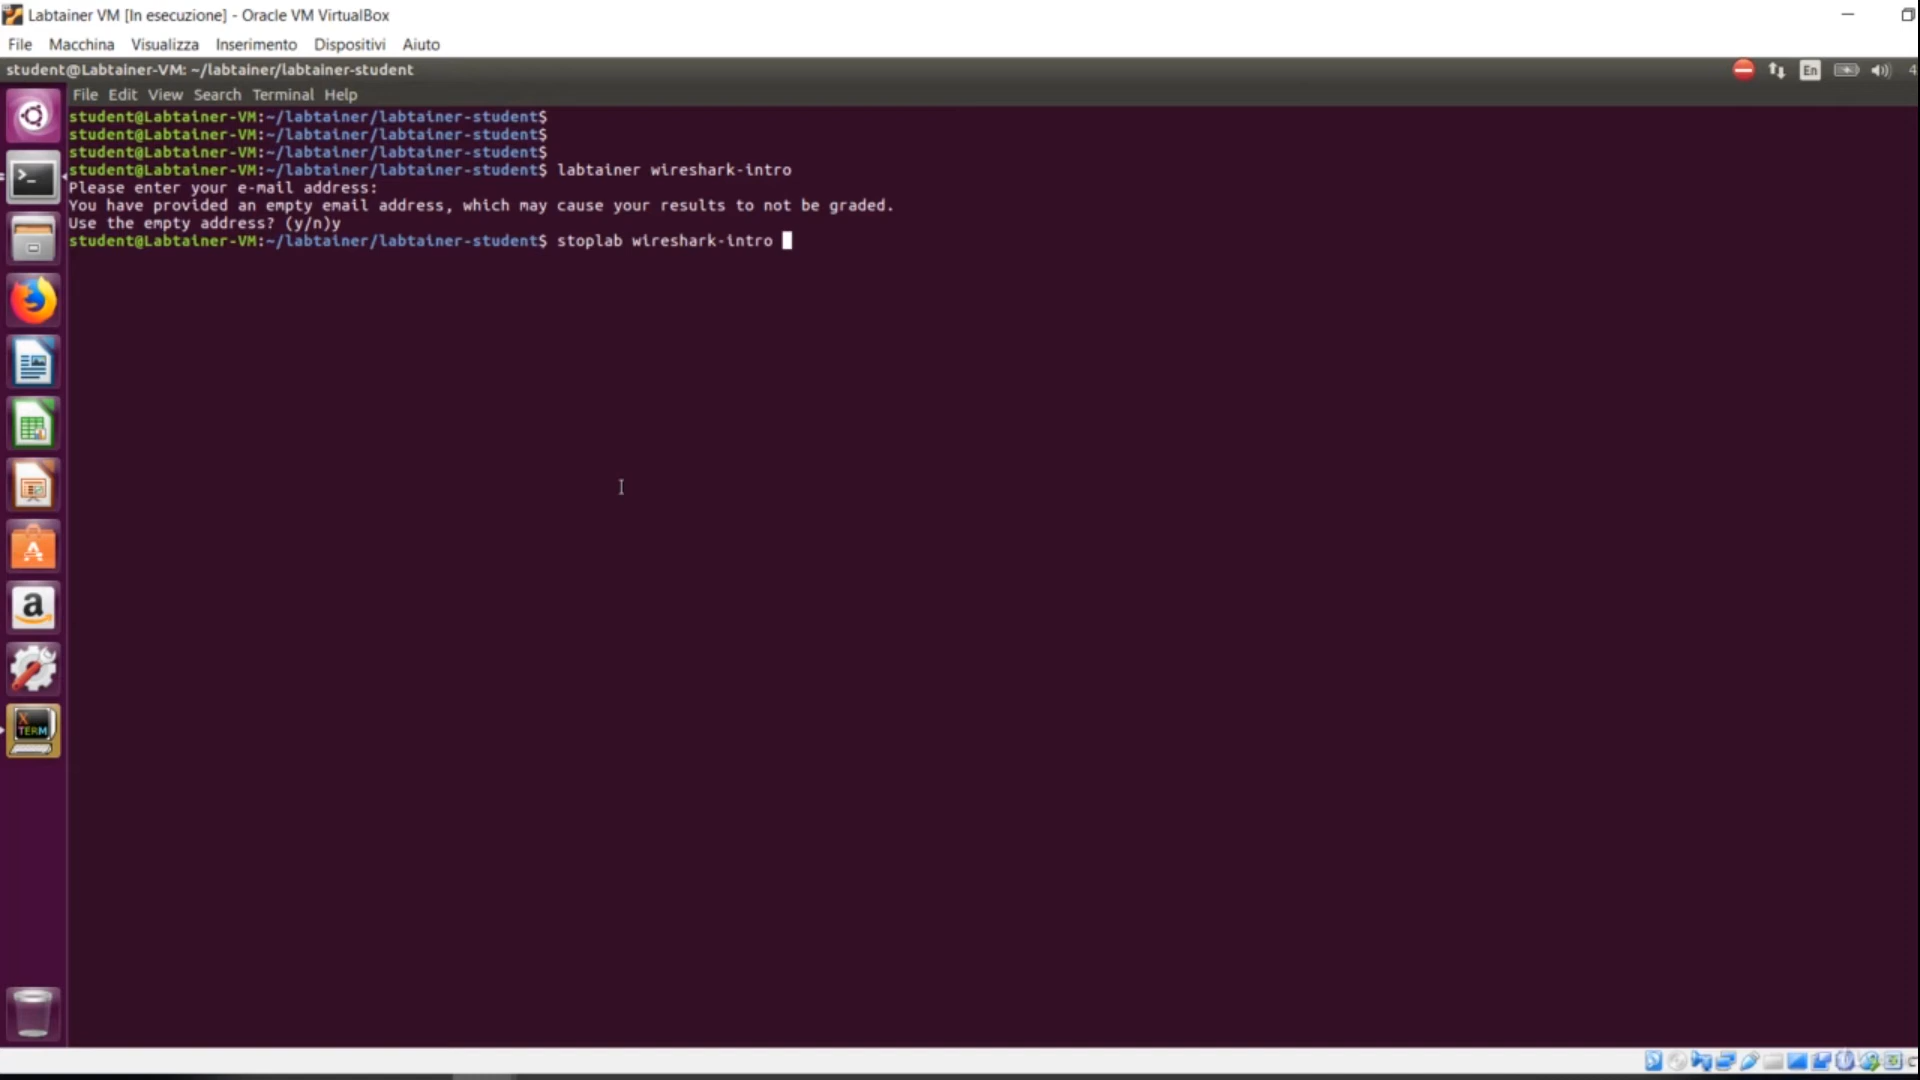 Labtainer VM [In esecuzione] - Oracle VM VirtualBox
File Macchina Visualizza Inserimento Dispositivi Aiuto
student@Labtainer-VM: ~/labtainer/labtainer-student
En
4
File Edit View Search Terminal Help
student@Labtainer-VM:~/labtainer/labtainer-student$
student@Labtainer-VM:~/labtainer/labtainer-student$
student@Labtainer-VM:~/labtainer/labtainer-student$
student@Labtainer-VM:~/labtainer/labtainer-student$ labtainer wireshark-intro
Please enter your e-mail address:
You have provided an empty email address, which may cause your results to not be graded.
Use the empty address? (y/n)y
student@Labtainer-VM:~/labtainer/labtainer-student$ stoplab wireshark-intro
>_
A
a
X
TERM